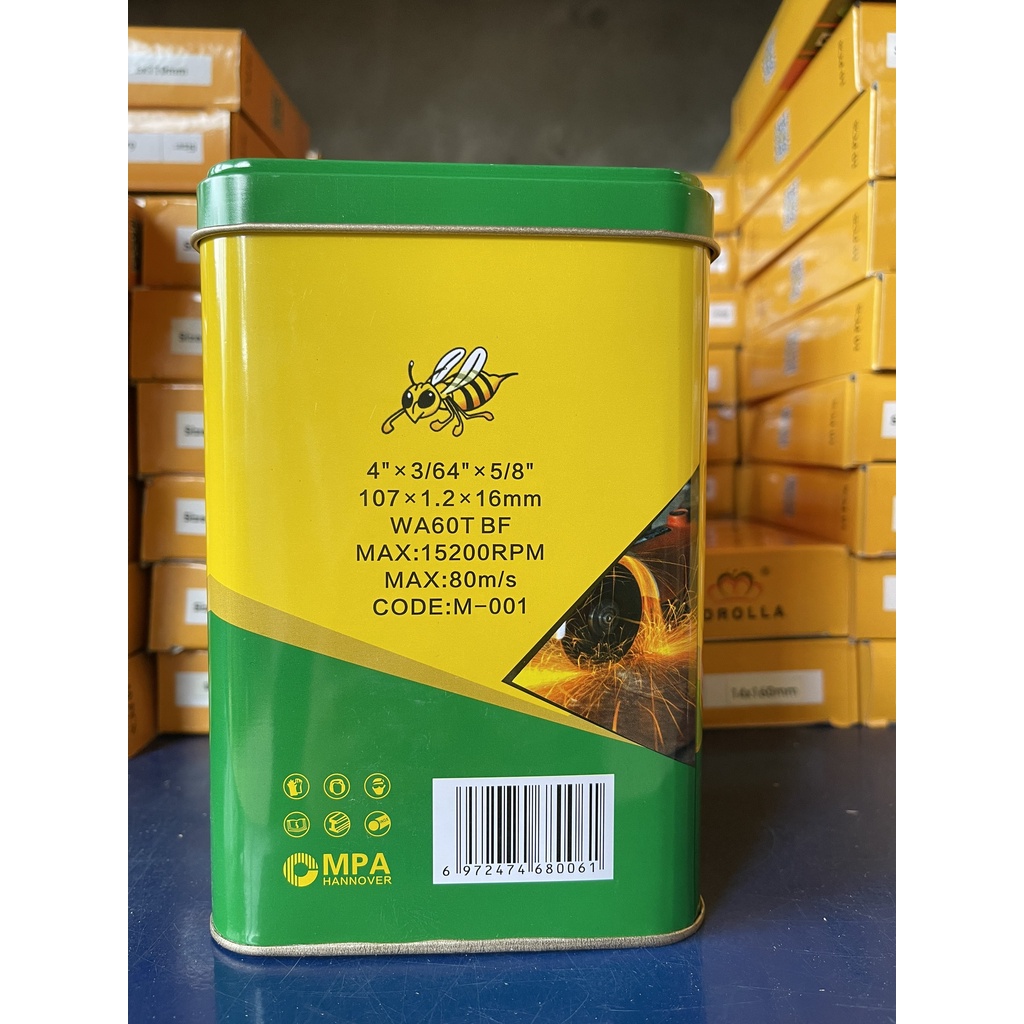 4"×3/64"×5/8"
107×1.2×16mm
WA60T BF
MAX:15200RPM
MAX:80m/s
CODE:M-001
MPA
HANNOVER
6 972474 680061
®
OROLLA
14x160mm